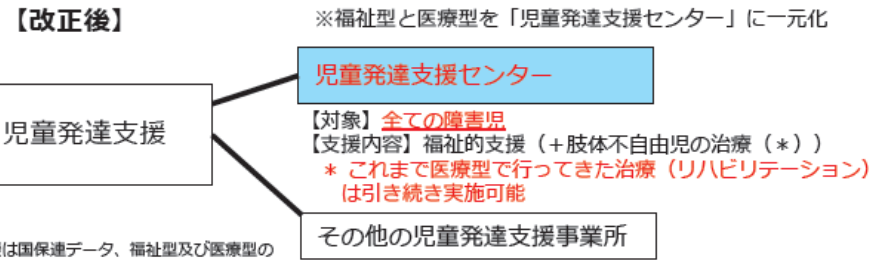 【改正後】
※福祉型と医療型を「児童発達支援センター」に一元化
児童発達支援センター
児童発達支援
【対象】全ての障害児
【支援内容】福祉的支援（+肢体不自由児の治療（*））
* これまで医療型で行ってきた治療（リハビリテーション）
は引き続き実施可能
その他の児童発達支援事業所
は国保連データ、福祉型及び医療型の